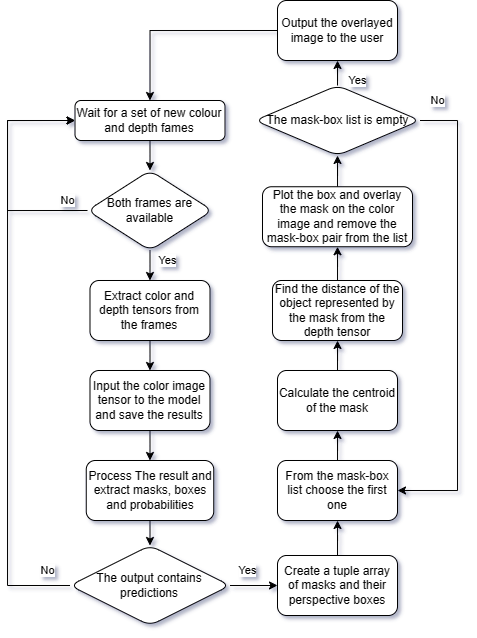 Output the overlayed
image to the user
Yes
No
Wait for a set of new colour
and depth fames
The mask-box list is empty
Both frames are
available
No
Yes
Plot the box and overlay
the mask on the color
image and remove the
mask-box pair from the list
Extract color and
depth tensors from
the frames
Find the distance of the
object represented by
the mask from the
depth tensor
Input the color image
tensor to the model
and save the results
Calculate the centroid
of the mask
Process The result and
extract masks, boxes
and probabilities
From the mask-box
list choose the first
one
The output contains
predictions
No
Yes
Create a tuple array
of masks and their
perspective boxes